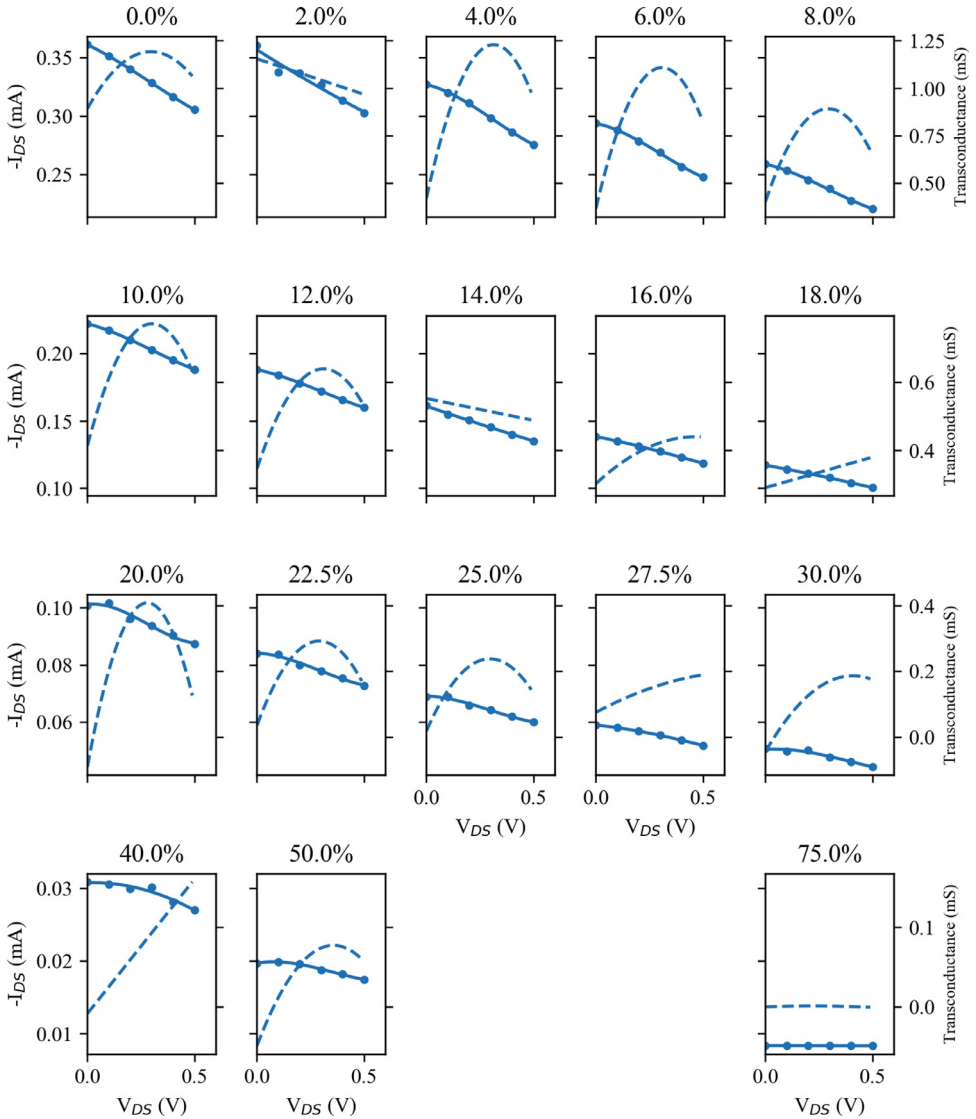 0.0% 2.0% 4.0% 6.0% 8.0%
-I_DS (mA)
0.35
0.30
0.25
1.25
1.00
0.75
0.50
Transconductance (mS)
10.0% 12.0% 14.0% 16.0% 18.0%
-I_DS (mA)
0.20
0.15
0.10
0.6
0.4
Transconductance (mS)
20.0% 22.5% 25.0% 27.5% 30.0%
-I_DS (mA)
0.10
0.08
0.06
0.4
0.2
0.0
Transconductance (mS)
0.0 0.5 0.0 0.5
V_DS (V) V_DS (V)
40.0% 50.0% 75.0%
-I_DS (mA)
0.03
0.02
0.01
0.1
0.0
Transconductance (mS)
0.0 0.5 0.0 0.5 0.0 0.5
V_DS (V) V_DS (V) V_DS (V)